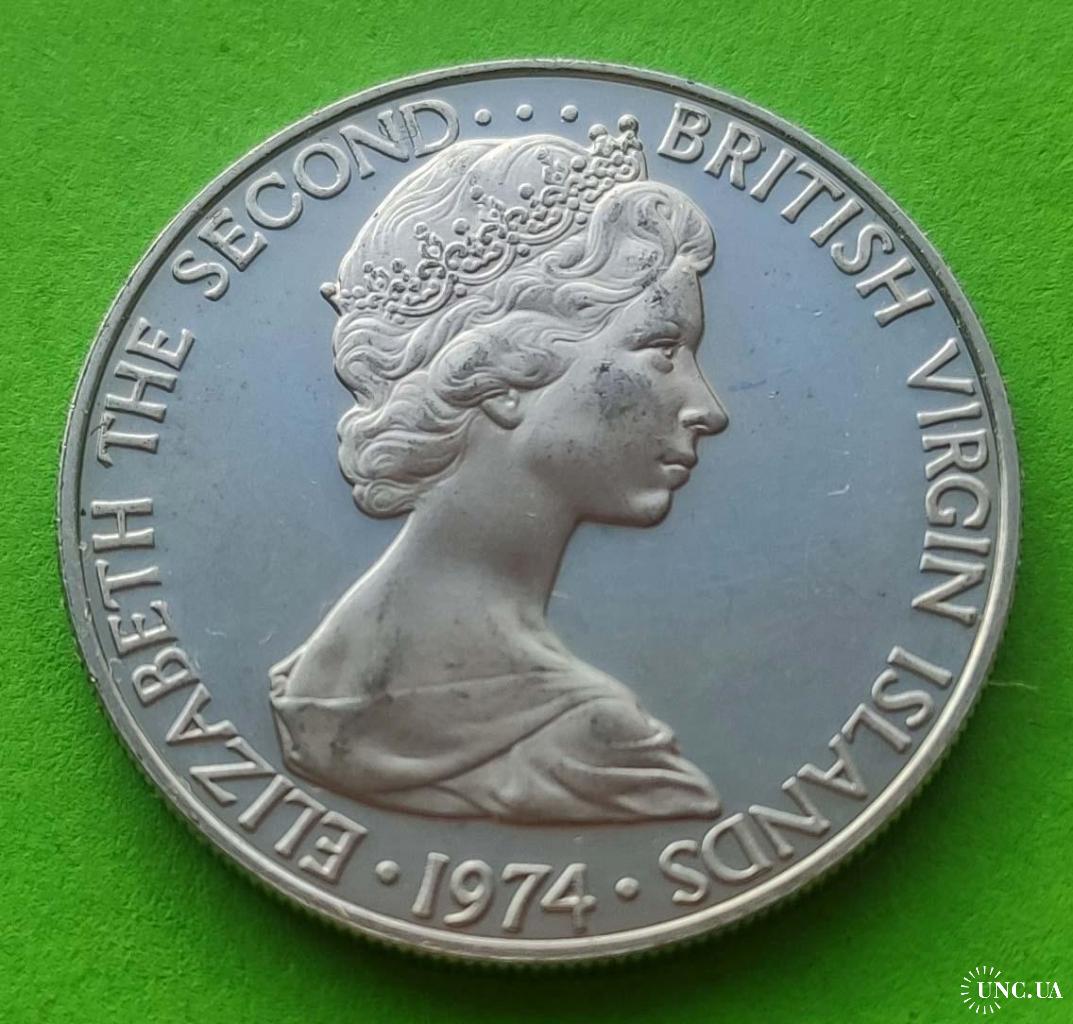 ELIZABETH THE SECOND.... BRITISH VIRGIN ISLANDS
· 1974 ·
UNC.UA